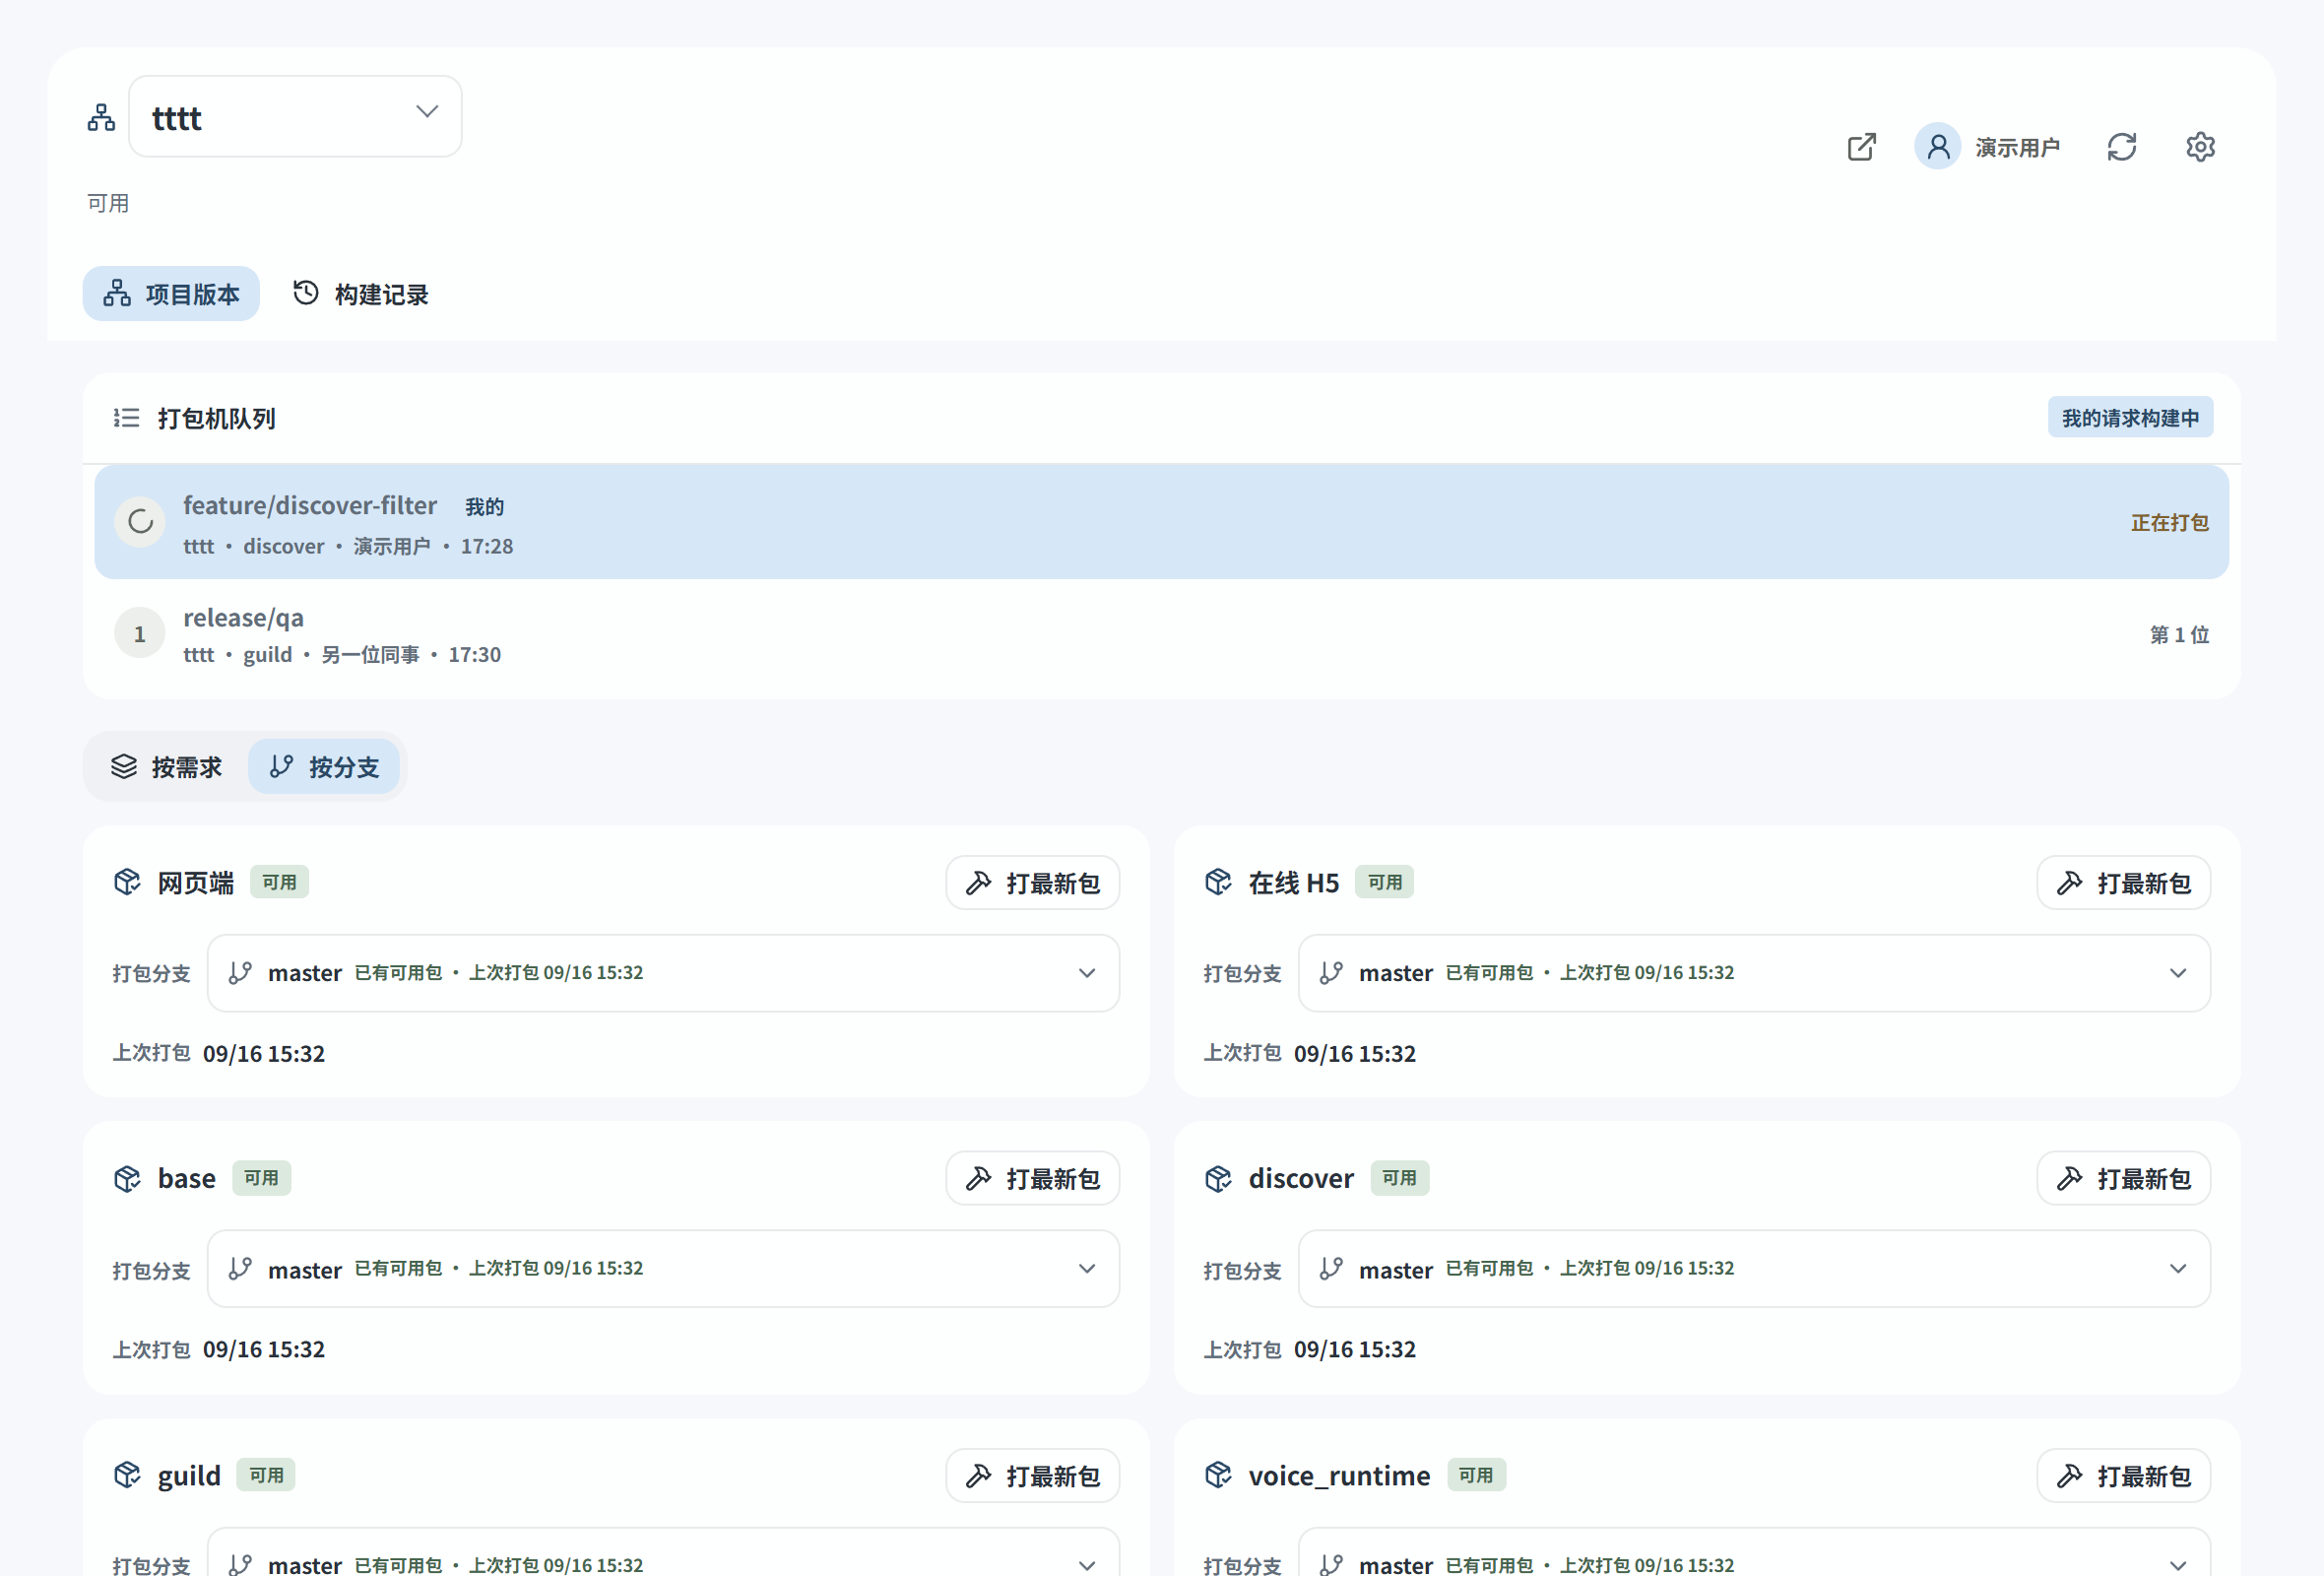 tttt
演示用户
可用
项目版本 构建记录
打包机队列 我的请求构建中
feature/discover-filter 我的
tttt • discover • 演示用户 • 17:28
正在打包
1
release/qa
tttt • guild • 另一位同事 • 17:30
第 1 位
按需求 按分支
网页端 可用 打最新包
打包分支 master 已有可用包 • 上次打包 09/16 15:32
上次打包 09/16 15:32
在线 H5 可用 打最新包
打包分支 master 已有可用包 • 上次打包 09/16 15:32
上次打包 09/16 15:32
base 可用 打最新包
打包分支 master 已有可用包 • 上次打包 09/16 15:32
上次打包 09/16 15:32
discover 可用 打最新包
打包分支 master 已有可用包 • 上次打包 09/16 15:32
上次打包 09/16 15:32
guild 可用 打最新包
打包分支 master 已有可用包 • 上次打包 09/16 15:32
voice_runtime 可用 打最新包
打包分支 master 已有可用包 • 上次打包 09/16 15:32